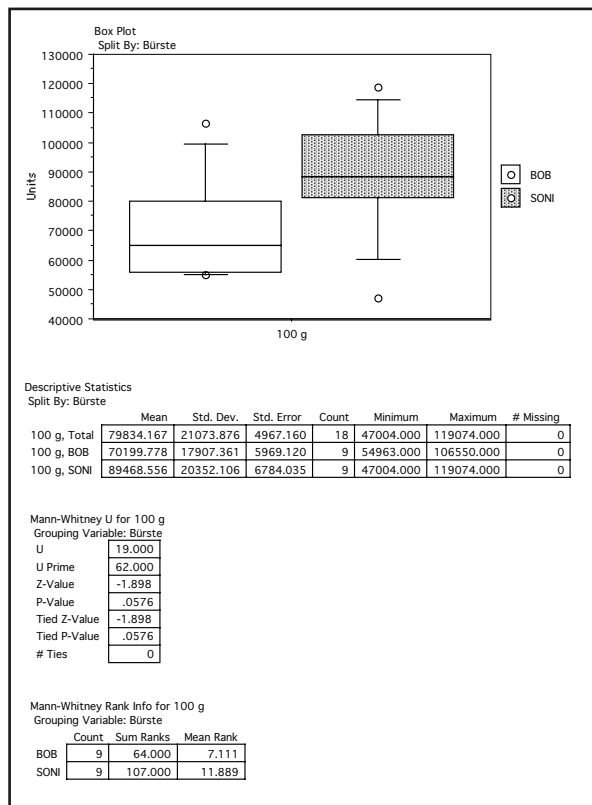 Box Plot
Split By: Bürste
130000
120000
110000
100000
90000
80000
70000
60000
50000
40000
Units
100 g
BOB
SONI
Descriptive Statistics
Split By: Bürste
Mean Std. Dev. Std. Error Count Minimum Maximum # Missing
100 g, Total 79834.167 21073.876 4967.160 18 47004.000 119074.000 0
100 g, BOB 70199.778 17907.361 5969.120 9 54963.000 106550.000 0
100 g, SONI 89468.556 20352.106 6784.035 9 47004.000 119074.000 0
Mann-Whitney U for 100 g
Grouping Variable: Bürste
U 19.000
U Prime 62.000
Z-Value -1.898
P-Value .0576
Tied Z-Value -1.898
Tied P-Value .0576
# Ties 0
Mann-Whitney Rank Info for 100 g
Grouping Variable: Bürste
Count Sum Ranks Mean Rank
BOB 9 64.000 7.111
SONI 9 107.000 11.889